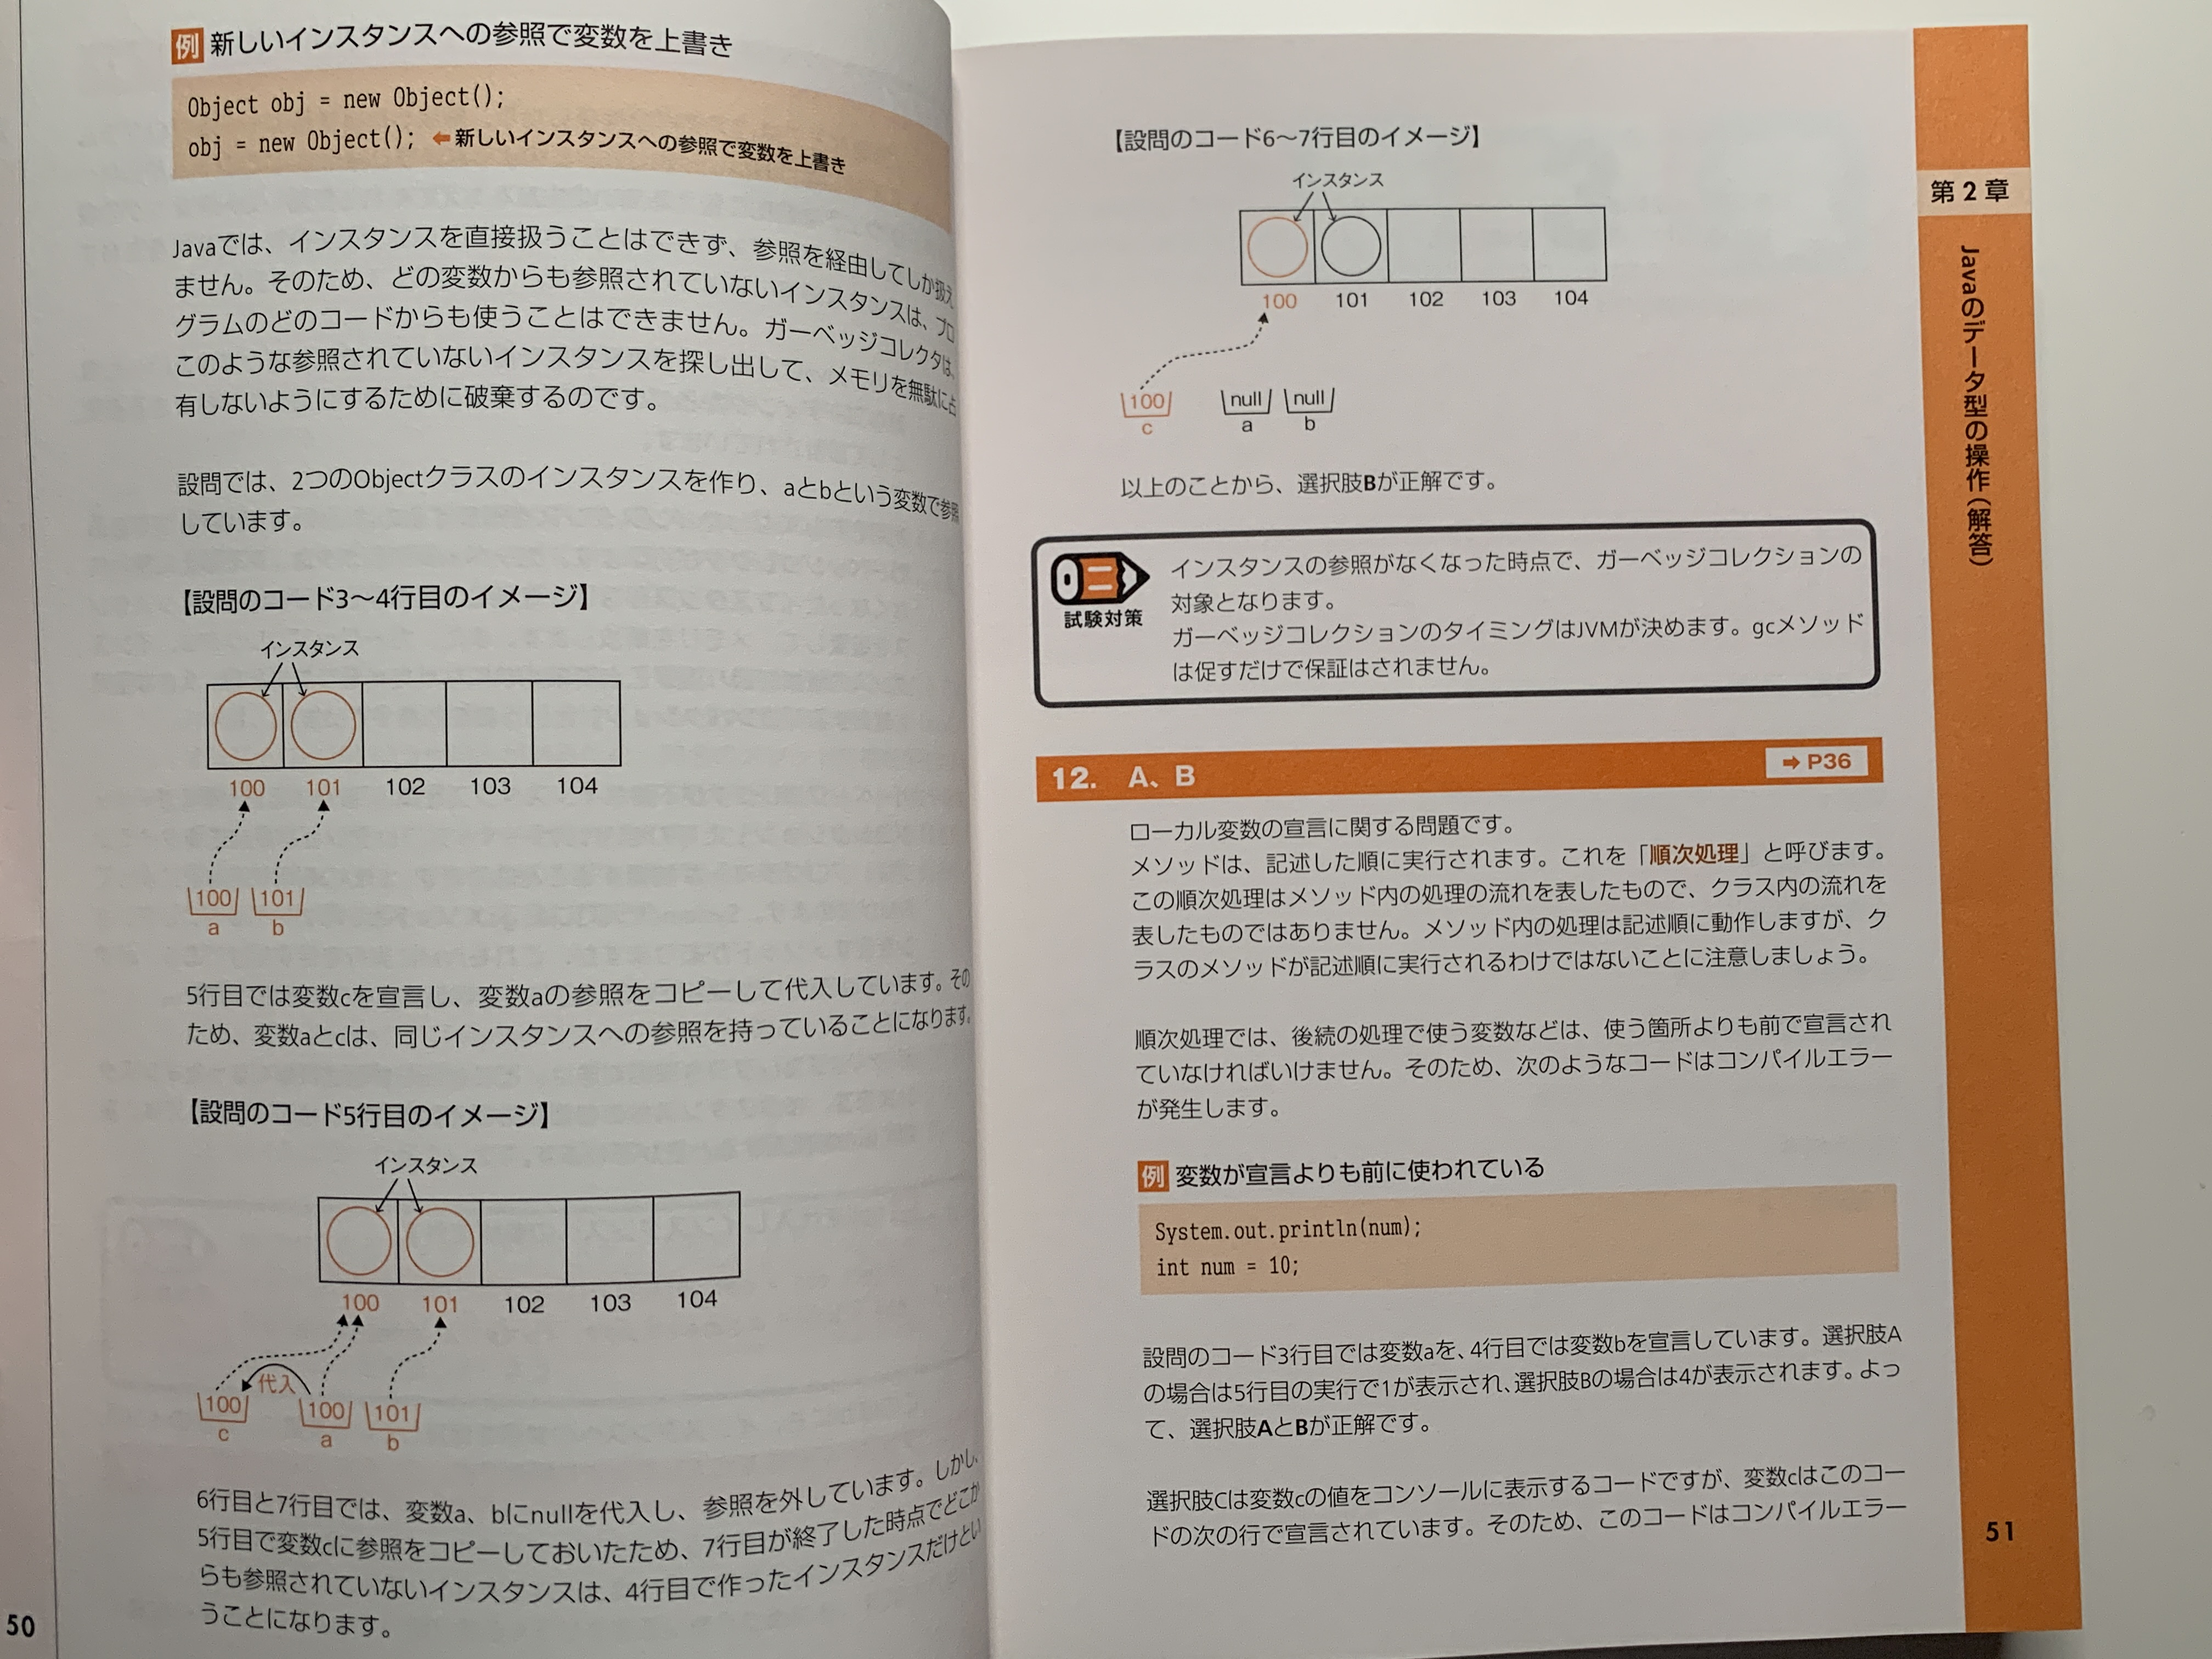 例 新しいインスタンスへの参照で変数を上書き
Object obj = new Object();
obj = new Object(); ←新しいインスタンスへの参照で変数を上書き
Javaでは、インスタンスを直接扱うことはできず、参照を経由してしか扱え
ません。そのため、どの変数からも参照されていないインスタンスは、プロ
グラムのどのコードからも使うことはできません。ガーベッジコレクタは、
このような参照されていないインスタンスを探し出して、メモリを無駄に占
有しないようにするために破棄するのです。
設問では、2つのObjectクラスのインスタンスを作り、aとbという変数で参照
しています。
【設問のコード3〜4行目のイメージ】
インスタンス
100 101 102 103 104
100 101
a b
5行目では変数cを宣言し、変数aの参照をコピーして代入しています。その
ため、変数aとcは、同じインスタンスへの参照を持っていることになります。
【設問のコード5行目のイメージ】
インスタンス
100 101 102 103 104
代入
100 100 101
c a b
6行目と7行目では、変数a、bにnullを代入し、参照を外しています。しかし、
5行目で変数cに参照をコピーしておいたため、7行目が終了した時点でどこか
らも参照されていないインスタンスは、4行目で作ったインスタンスだけとい
うことになります。
50
【設問のコード6〜7行目のイメージ】
インスタンス
100 101 102 103 104
100 null null
c a b
以上のことから、選択肢Bが正解です。
試験対策
インスタンスの参照がなくなった時点で、ガーベッジコレクションの
対象となります。
ガーベッジコレクションのタイミングはJVMが決めます。gcメソッド
は促すだけで保証はされません。
12. A、B ➡ P36
ローカル変数の宣言に関する問題です。
メソッドは、記述した順に実行されます。これを「順次処理」と呼びます。
この順次処理はメソッド内の処理の流れを表したもので、クラス内の流れを
表したものではありません。メソッド内の処理は記述順に動作しますが、ク
ラスのメソッドが記述順に実行されるわけではないことに注意しましょう。
順次処理では、後続の処理で使う変数などは、使う箇所よりも前で宣言され
ていなければいけません。そのため、次のようなコードはコンパイルエラー
が発生します。
例 変数が宣言よりも前に使われている
System.out.println(num);
int num = 10;
設問のコード3行目では変数aを、4行目では変数bを宣言しています。選択肢A
の場合は5行目の実行で1が表示され、選択肢Bの場合は4が表示されます。よっ
て、選択肢AとBが正解です。
選択肢Cは変数cの値をコンソールに表示するコードですが、変数cはこのコー
ドの次の行で宣言されています。そのため、このコードはコンパイルエラー
第2章
Javaのデータ型の操作（解答）
51